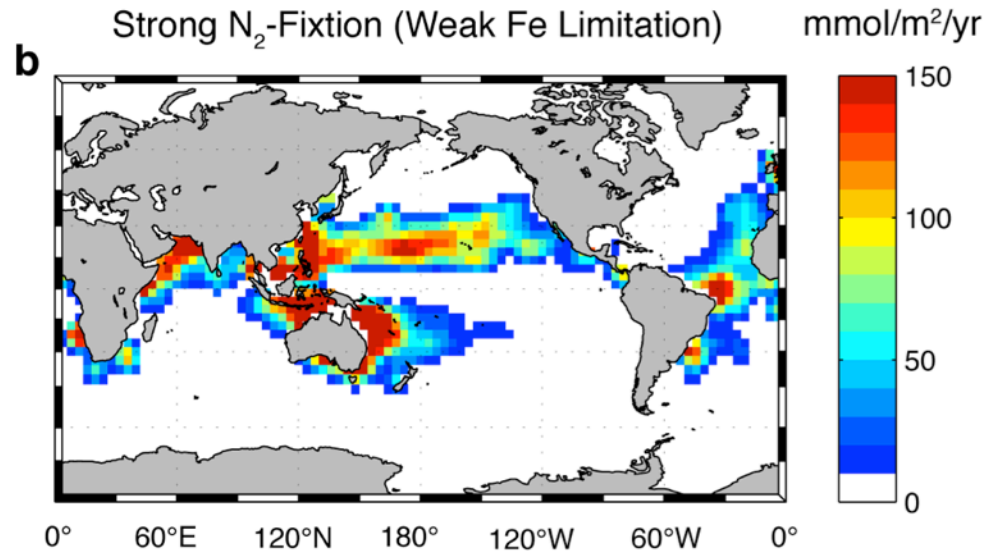 Strong N₂-Fixtion (Weak Fe Limitation)
mmol/m²/yr
b
150
100
50
0
0° 60°E 120°N 180° 120°W 60°W 0°